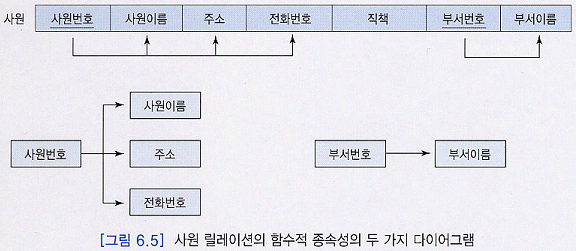 사원 사원번호 사원이름 주소 전화번호 직책 부서번호 부서이름
사원이름
사원번호 주소 부서번호 부서이름
전화번호
[그림 6.5] 사원 릴레이션의 함수적 종속성의 두 가지 다이어그램